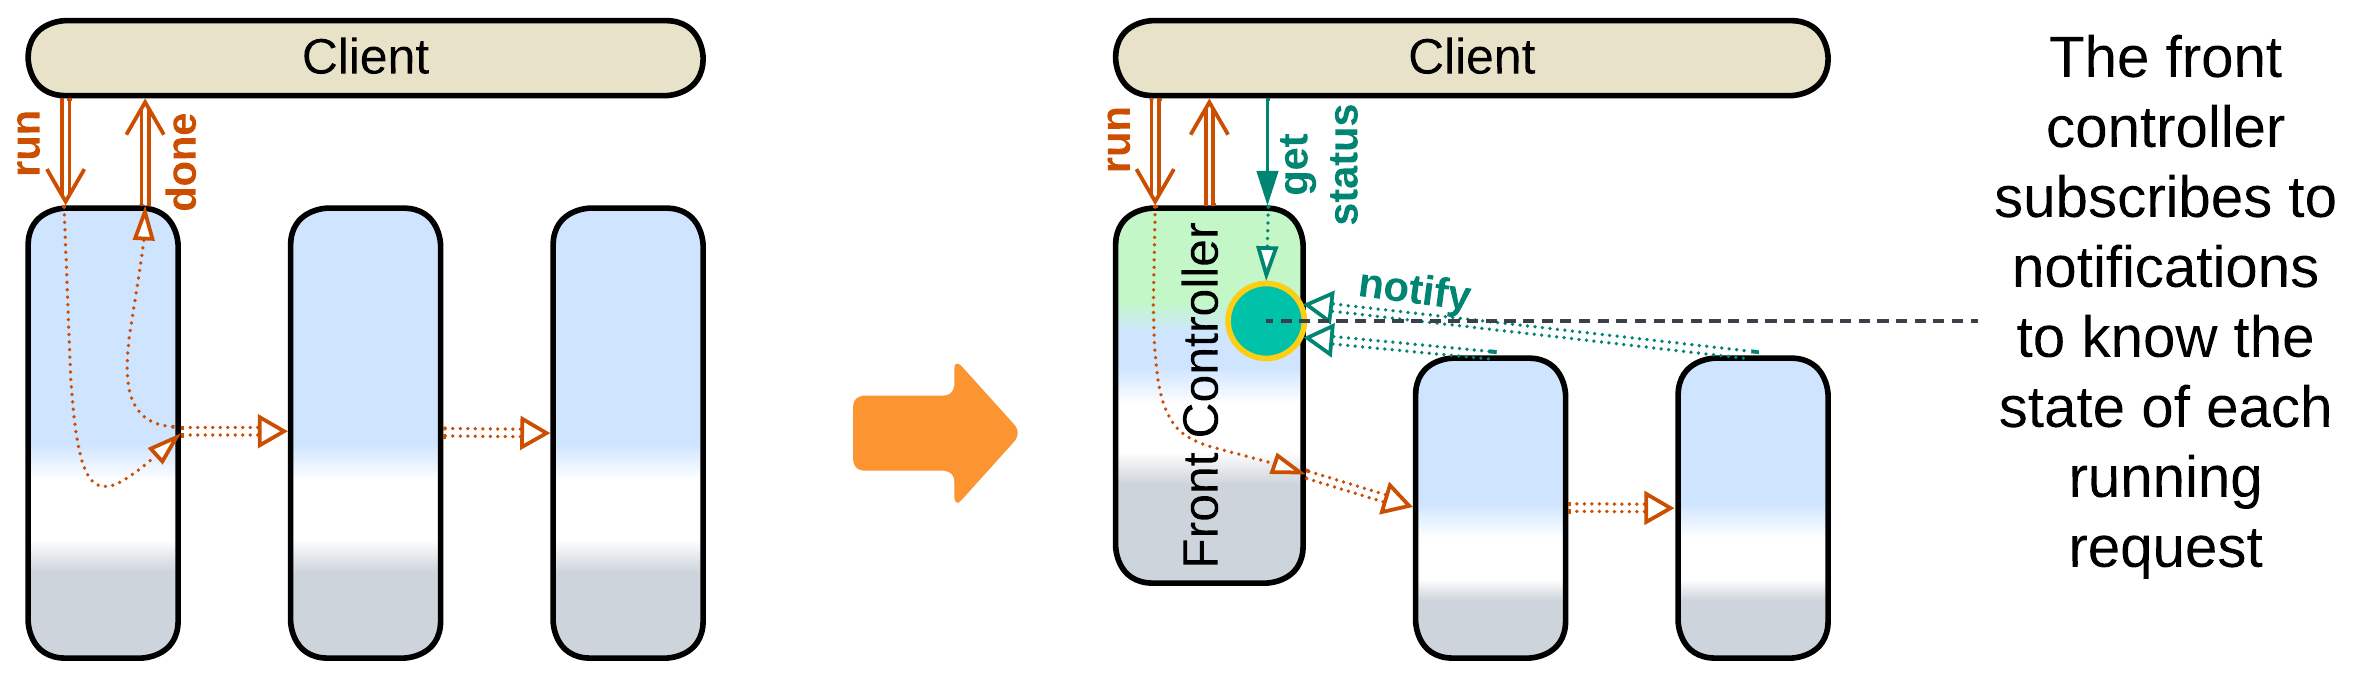 Client
run
done
Client
run
get
status
Front Controller
notify
The front
controller
subscribes to
notifications
to know the
state of each
running
request